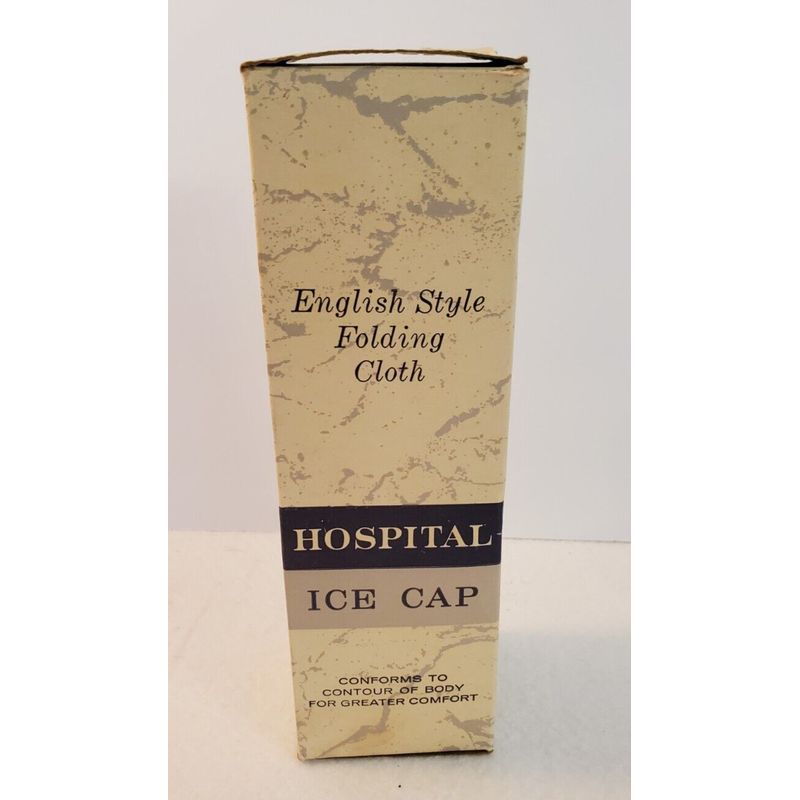 English Style
Folding
Cloth
HOSPITAL
ICE CAP
CONFORMS TO
CONTOUR OF BODY
FOR GREATER COMFORT